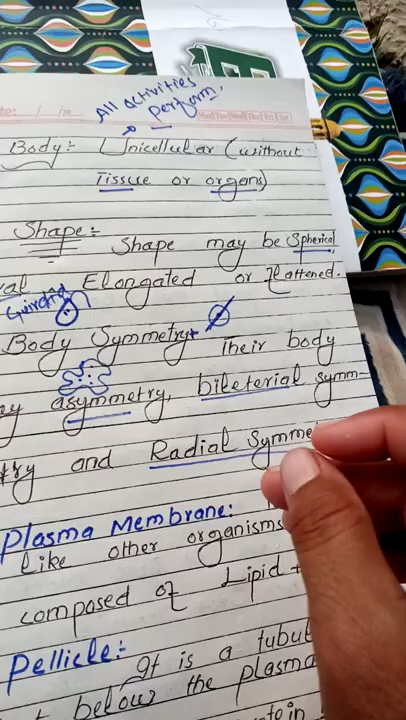 All activities
perform.
Body:- Unicellular (without
Tissue or organs)
Shape:-
Shape may be Spherical,
Elongated or flattened.
Body Symmetry
Their body
asymmetry, bileterial symm-
and Radial Symme
Plasma Membrane:
like other organisms
composed of Lipid +
Pellicle:-
It is a tubul
below the plasma